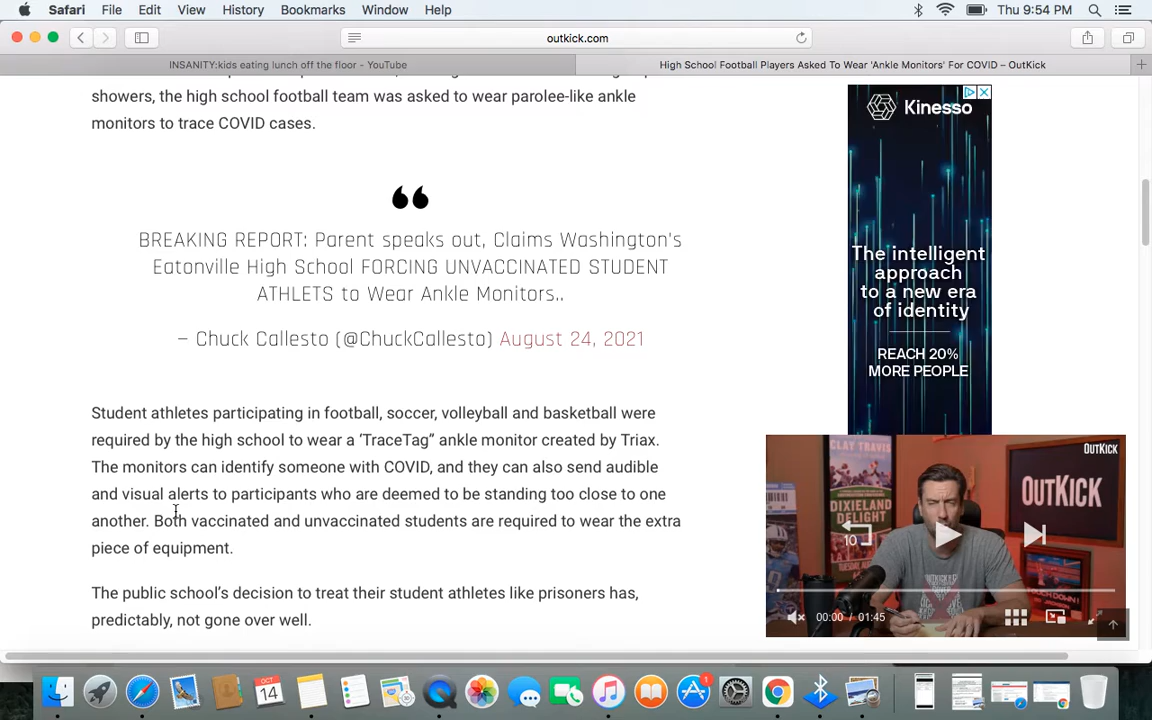 Safari File Edit View History Bookmarks Window Help Thu 9:54 PM
outkick.com
INSANITY:kids eating lunch off the floor - YouTube
High School Football Players Asked To Wear 'Ankle Monitors' For COVID – OutKick
showers, the high school football team was asked to wear parolee-like ankle
monitors to trace COVID cases.
BREAKING REPORT: Parent speaks out, Claims Washington's
Eatonville High School FORCING UNVACCINATED STUDENT
ATHLETS to Wear Ankle Monitors..
– Chuck Callesto (@ChuckCallesto) August 24, 2021
Student athletes participating in football, soccer, volleyball and basketball were
required by the high school to wear a ‘TraceTag” ankle monitor created by Triax.
The monitors can identify someone with COVID, and they can also send audible
and visual alerts to participants who are deemed to be standing too close to one
another. Both vaccinated and unvaccinated students are required to wear the extra
piece of equipment.
The public school’s decision to treat their student athletes like prisoners has,
predictably, not gone over well.
Kinesso
The intelligent
approach
to a new era
of identity
REACH 20%
MORE PEOPLE
CLAY TRAVIS
DIXIELAND
DELIGHT
OUTKICK
OUTKICK
TOUCHDOWN!
10
00:00 / 01:45
OCT
14
1